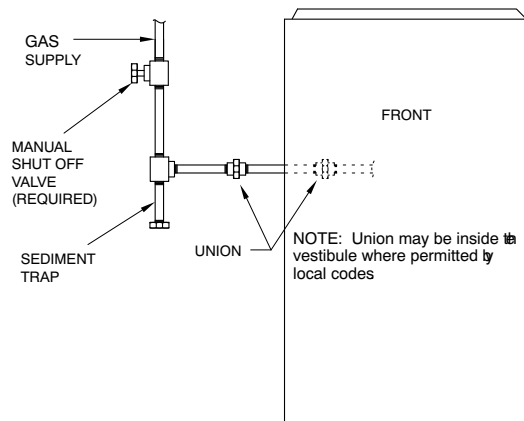 GAS
SUPPLY
MANUAL
SHUT OFF
VALVE
(REQUIRED)
SEDIMENT
TRAP
UNION
FRONT
NOTE: Union may be inside the
vestibule where permitted by
local codes